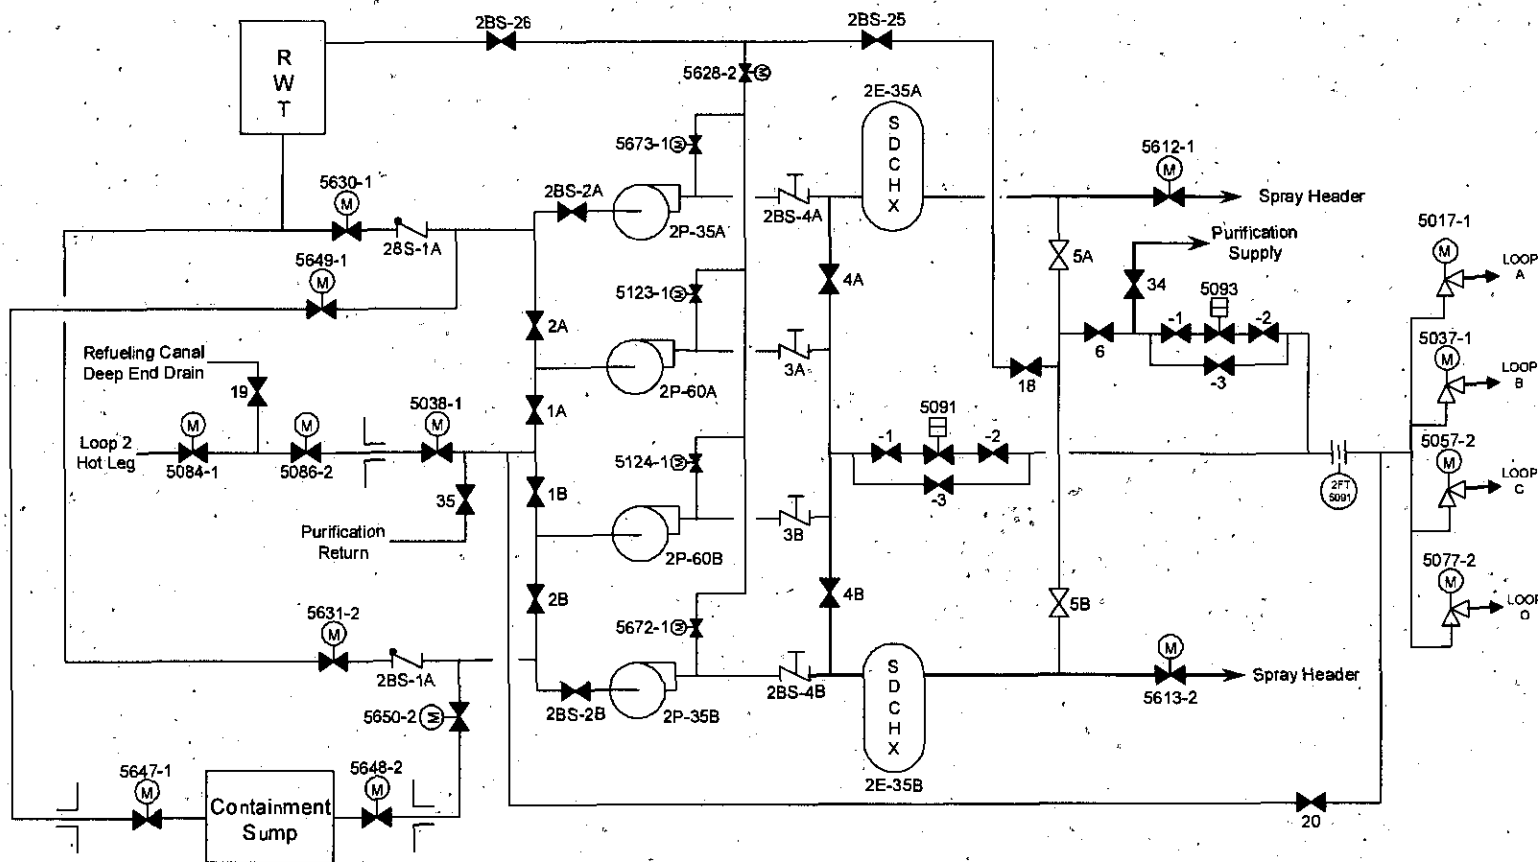 2BS-26
2BS-25
R
W
T
5628-2
M
2E-35A
S
D
C
H
X
5673-1
M
5612-1
M
5630-1
M
2BS-2A
2BS-4A
Spray Header
28S-1A
2P-35A
5017-1
M
Purification
Supply
LOOP
A
5649-1
M
5A
5123-1
M
4A
34
5093
2A
-1
-2
6
5037-1
M
Refueling Canal
Deep End Drain
3A
-3
LOOP
B
19
2P-60A
18
5038-1
M
1A
5091
M
M
-1
-2
5057-2
M
Loop 2
Hot Leg
5084-1
5086-2
5124-1
M
35
1B
-3
2FT
5091
LOOP
C
Purification
Return
3B
2P-60B
5077-2
M
2B
4B
5B
LOOP
5631-2
M
5672-1
M
S
D
C
H
X
M
2BS-1A
2BS-4B
Spray Header
5650-2
M
2BS-2B
2P-35B
5613-2
5647-1
M
5648-2
M
2E-35B
Containment
Sump
20